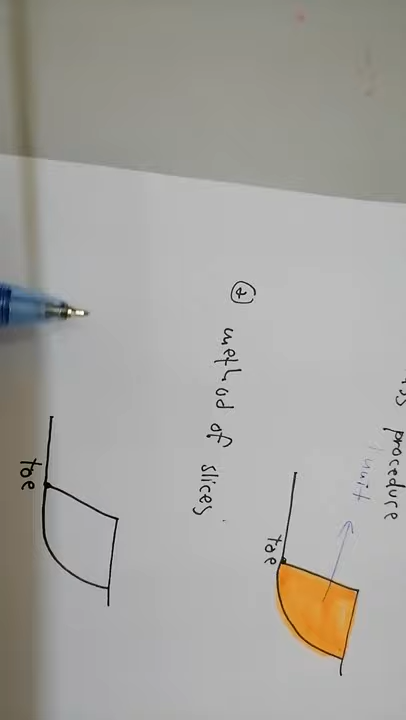 procedure
1 unit
toe
② method of slices
toe